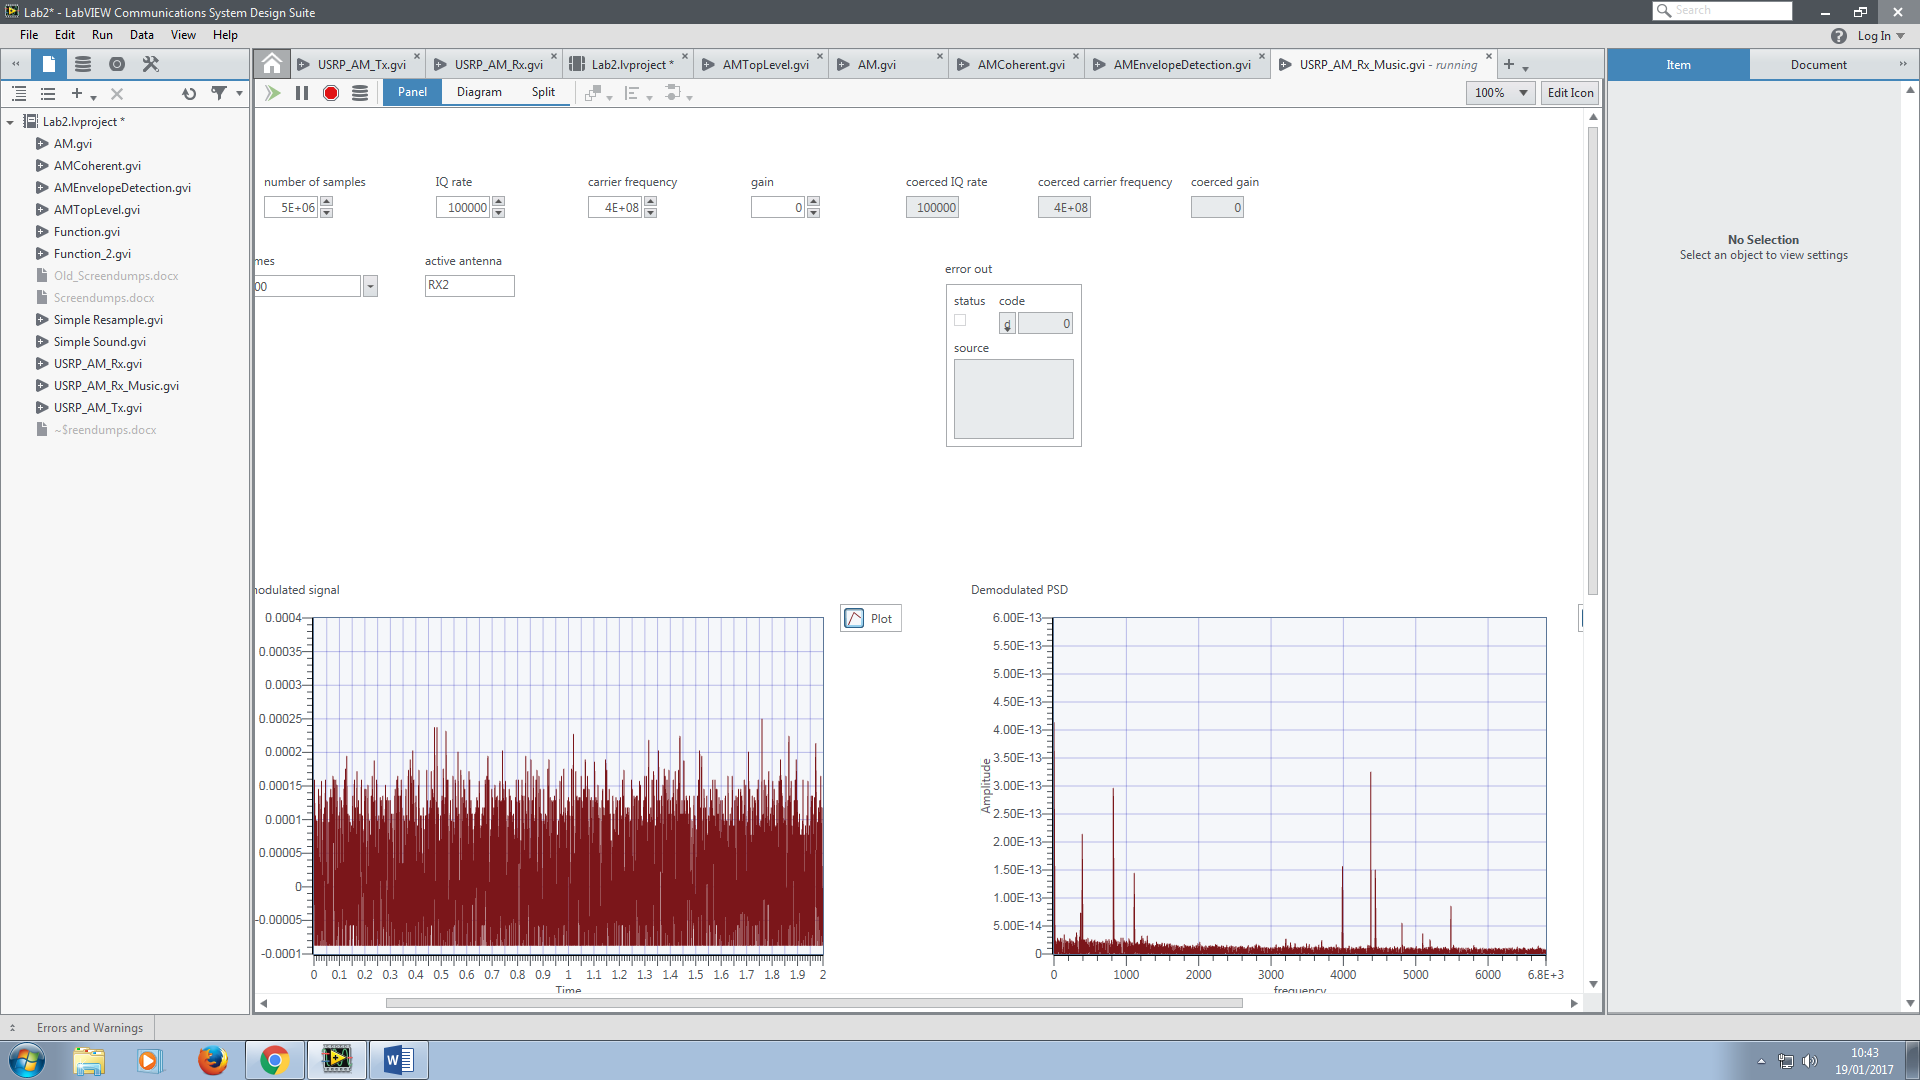 Lab2* - LabVIEW Communications System Design Suite
Search
File Edit Run Data View Help
Log In
USRP_AM_Tx.gvi
USRP_AM_Rx.gvi
Lab2.lvproject *
AMTopLevel.gvi
AM.gvi
AMCoherent.gvi
AMEnvelopeDetection.gvi
USRP_AM_Rx_Music.gvi - running
Item
Document
Panel
Diagram
Split
100%
Edit Icon
Lab2.lvproject *
AM.gvi
AMCoherent.gvi
AMEnvelopeDetection.gvi
AMTopLevel.gvi
Function.gvi
Function_2.gvi
Old_Screendumps.docx
Screendumps.docx
Simple Resample.gvi
Simple Sound.gvi
USRP_AM_Rx.gvi
USRP_AM_Rx_Music.gvi
USRP_AM_Tx.gvi
~$reendumps.docx
number of samples
5E+06
IQ rate
100000
carrier frequency
4E+08
gain
0
coerced IQ rate
100000
coerced carrier frequency
4E+08
coerced gain
0
mes
00
active antenna
RX2
error out
status
code
d
0
source
No Selection
Select an object to view settings
nodulated signal
Plot
0.0004
0.00035
0.0003
0.00025
0.0002
0.00015
0.0001
0.00005
0
-0.00005
-0.0001
0 0.1 0.2 0.3 0.4 0.5 0.6 0.7 0.8 0.9 1 1.1 1.2 1.3 1.4 1.5 1.6 1.7 1.8 1.9 2
Time
Demodulated PSD
Amplitude
6.00E-13
5.50E-13
5.00E-13
4.50E-13
4.00E-13
3.50E-13
3.00E-13
2.50E-13
2.00E-13
1.50E-13
1.00E-13
5.00E-14
0
0 1000 2000 3000 4000 5000 6000 6.8E+3
frequency
Errors and Warnings
10:43
19/01/2017